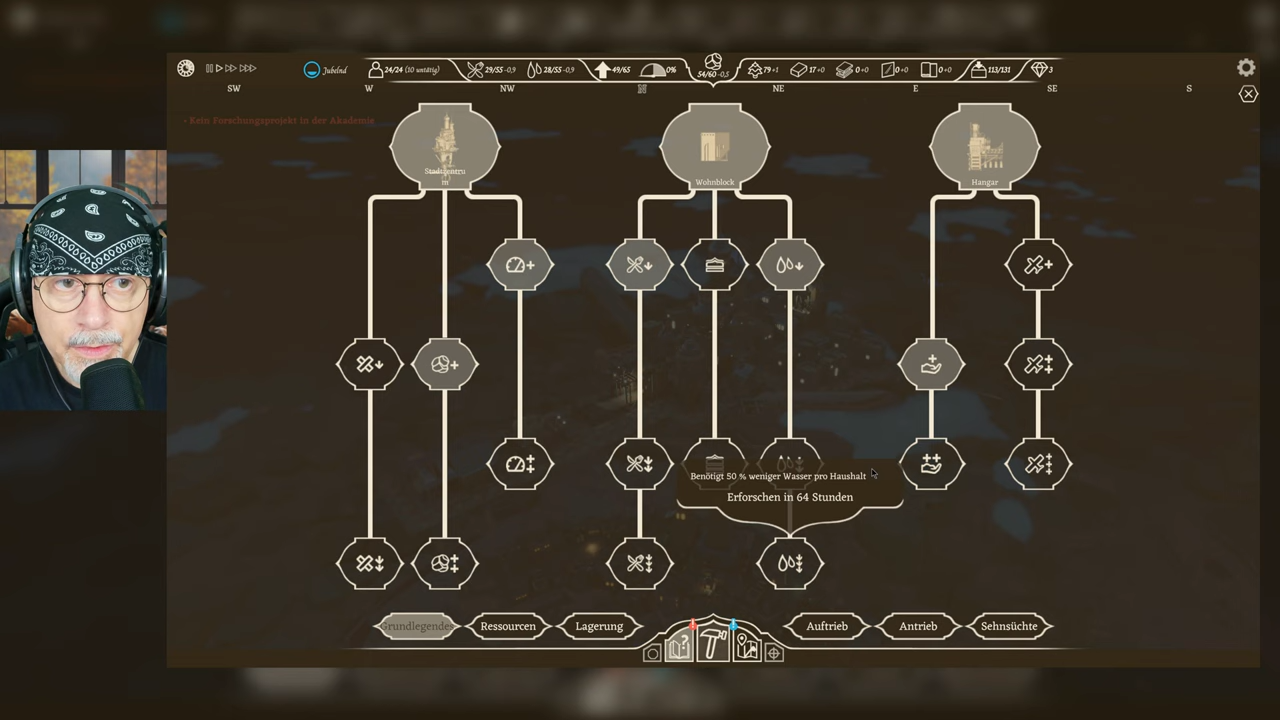 Jubelnd
24/24 (10 untätig)
29/55 -0,9
28/55 -0,9
49/65
0%
54/60 -0,5
79 +1
17 +0
0 +0
0 +0
0 +0
113/131
3
SW W NW N NE E SE S
- Kein Forschungsprojekt in der Akademie
Stadtzentru
m
Wohnblock
Hangar
Benötigt 50 % weniger Wasser pro Haushalt
Erforschen in 64 Stunden
Grundlegendes
Ressourcen
Lagerung
Auftrieb
Antrieb
Sehnsüchte